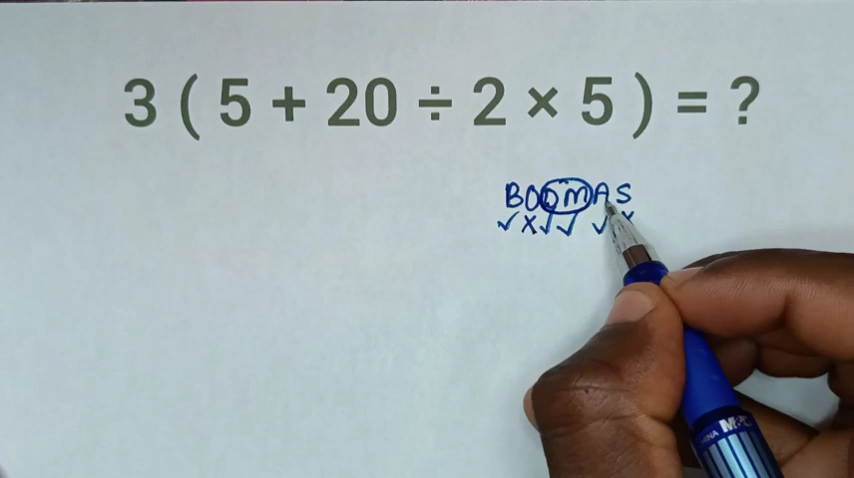 3 ( 5 + 20 ÷ 2 × 5 ) = ?
BODMAS
✓ X ✓ ✓ ✓ X